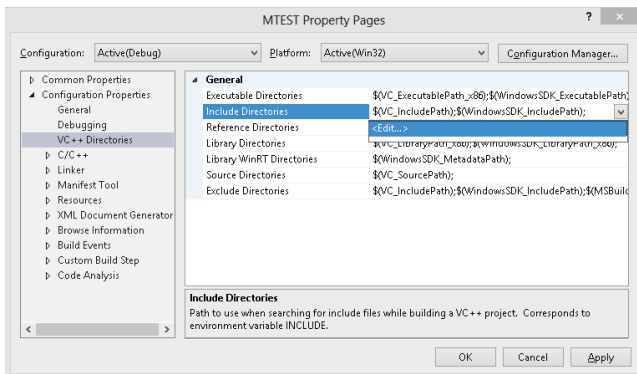 MTEST Property Pages
? ×
Configuration: Active(Debug) Platform: Active(Win32) Configuration Manager...
Common Properties
Configuration Properties
General
Debugging
VC++ Directories
C/C++
Linker
Manifest Tool
Resources
XML Document Generator
Browse Information
Build Events
Custom Build Step
Code Analysis
General
Executable Directories $(VC_ExecutablePath_x86);$(WindowsSDK_ExecutablePath)
Include Directories $(VC_IncludePath);$(WindowsSDK_IncludePath);
Reference Directories <Edit...>
Library Directories $(VC_LibraryPath_x86);$(WindowsSDK_LibraryPath_x86);
Library WinRT Directories $(WindowsSDK_MetadataPath);
Source Directories $(VC_SourcePath);
Exclude Directories $(VC_IncludePath);$(WindowsSDK_IncludePath);$(MSBuild
Include Directories
Path to use when searching for include files while building a VC++ project. Corresponds to
environment variable INCLUDE.
OK Cancel Apply